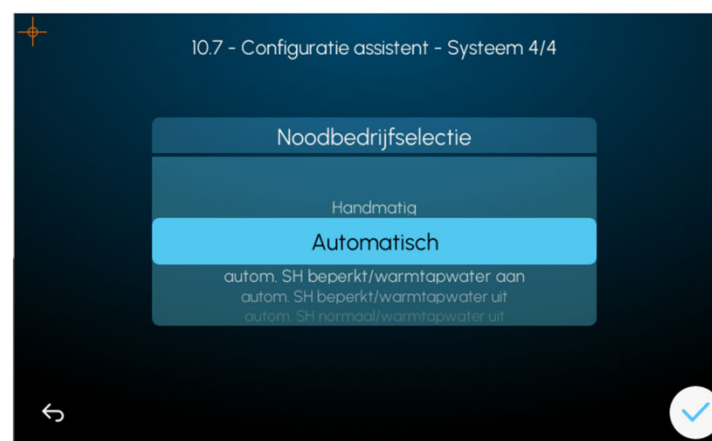 10.7 - Configuratie assistent - Systeem 4/4
Noodbedrijfselectie
Handmatig
Automatisch
autom. SH beperkt/warmtapwater aan
autom. SH beperkt/warmtapwater uit
autom. SH normaal/warmtapwater uit